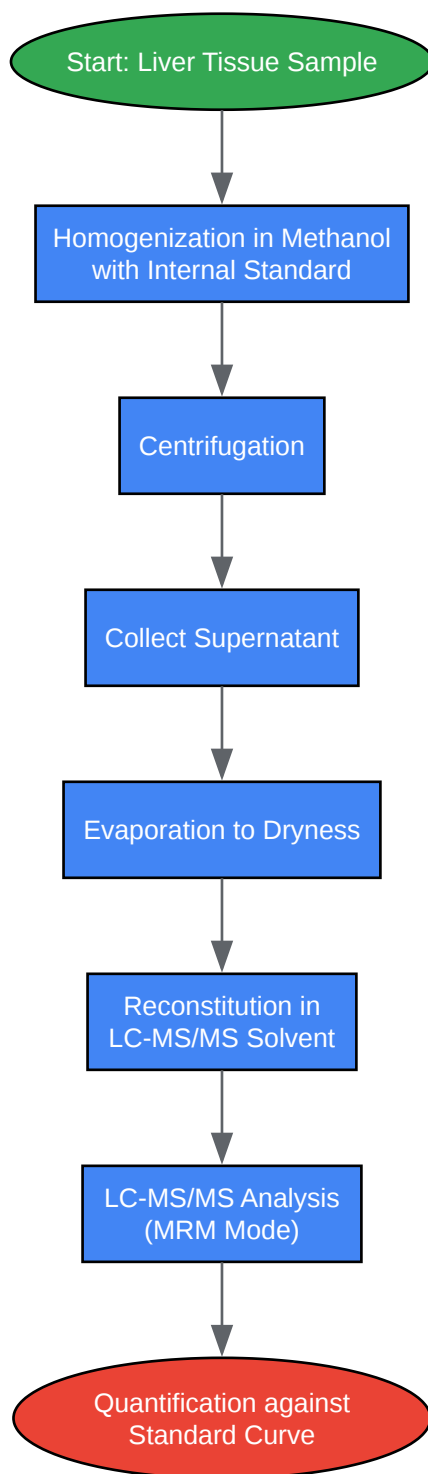 Start: Liver Tissue Sample
Homogenization in Methanol
with Internal Standard
Centrifugation
Collect Supernatant
Evaporation to Dryness
Reconstitution in
LC-MS/MS Solvent
LC-MS/MS Analysis
(MRM Mode)
Quantification against
Standard Curve